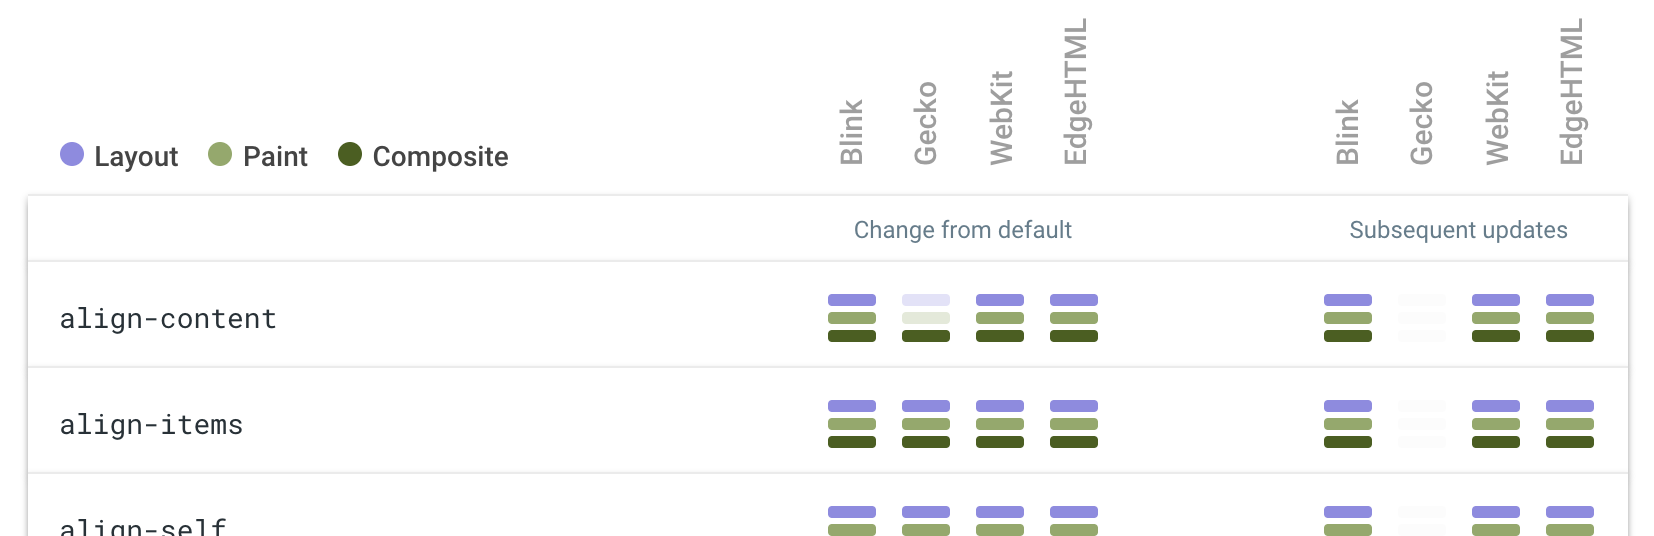 Layout Paint Composite Blink Gecko WebKit EdgeHTML Blink Gecko WebKit EdgeHTML
Change from default Subsequent updates
align-content
align-items
align-self